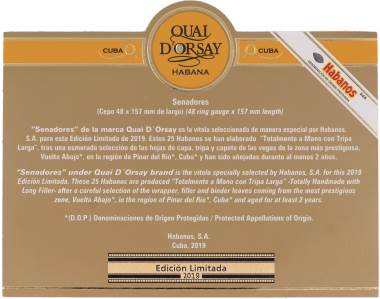 QUAI
D'ORSAY
HABANA
CUBA
CUBA
Habanos
Senadores
(Cepo 48 x 157 mm de largo) (48 ring gauge x 157 mm length)
"Senadores" de la marca Quai D´Orsay es la vitola seleccionada de manera especial por Habanos,
S.A. para este Edición Limitada de 2019. Estos 25 Habanos se han elaborado "Totalmente a Mano con Tripa
Larga", tras una esmerada selección de las hojas de capa, tripa y capote de las vegas de la zona más prestigiosa,
Vuelta Abajo*, en la región de Pinar del Río*, Cuba* y han sido añejadas durante al menos 2 años.
"Senadores" under Quai D´Orsay brand is the vitola specially selected by Habanos, S.A. for this 2019
Edición Limitada. These 25 Habanos are produced "Totalmente a Mano con Tripa Larga" -Totally Handmade with
Long Filler- after a careful selection of the wrapper, filler and binder leaves coming from the most prestigious
zone, Vuelta Abajo*, in the region of Pinar del Río*, Cuba* and aged for at least 2 years.
*(D.O.P.) Denominaciones de Origen Protegidas / Protected Appellations of Origin.
Habanos, S.A.
Cuba, 2019
Edición Limitada
2019